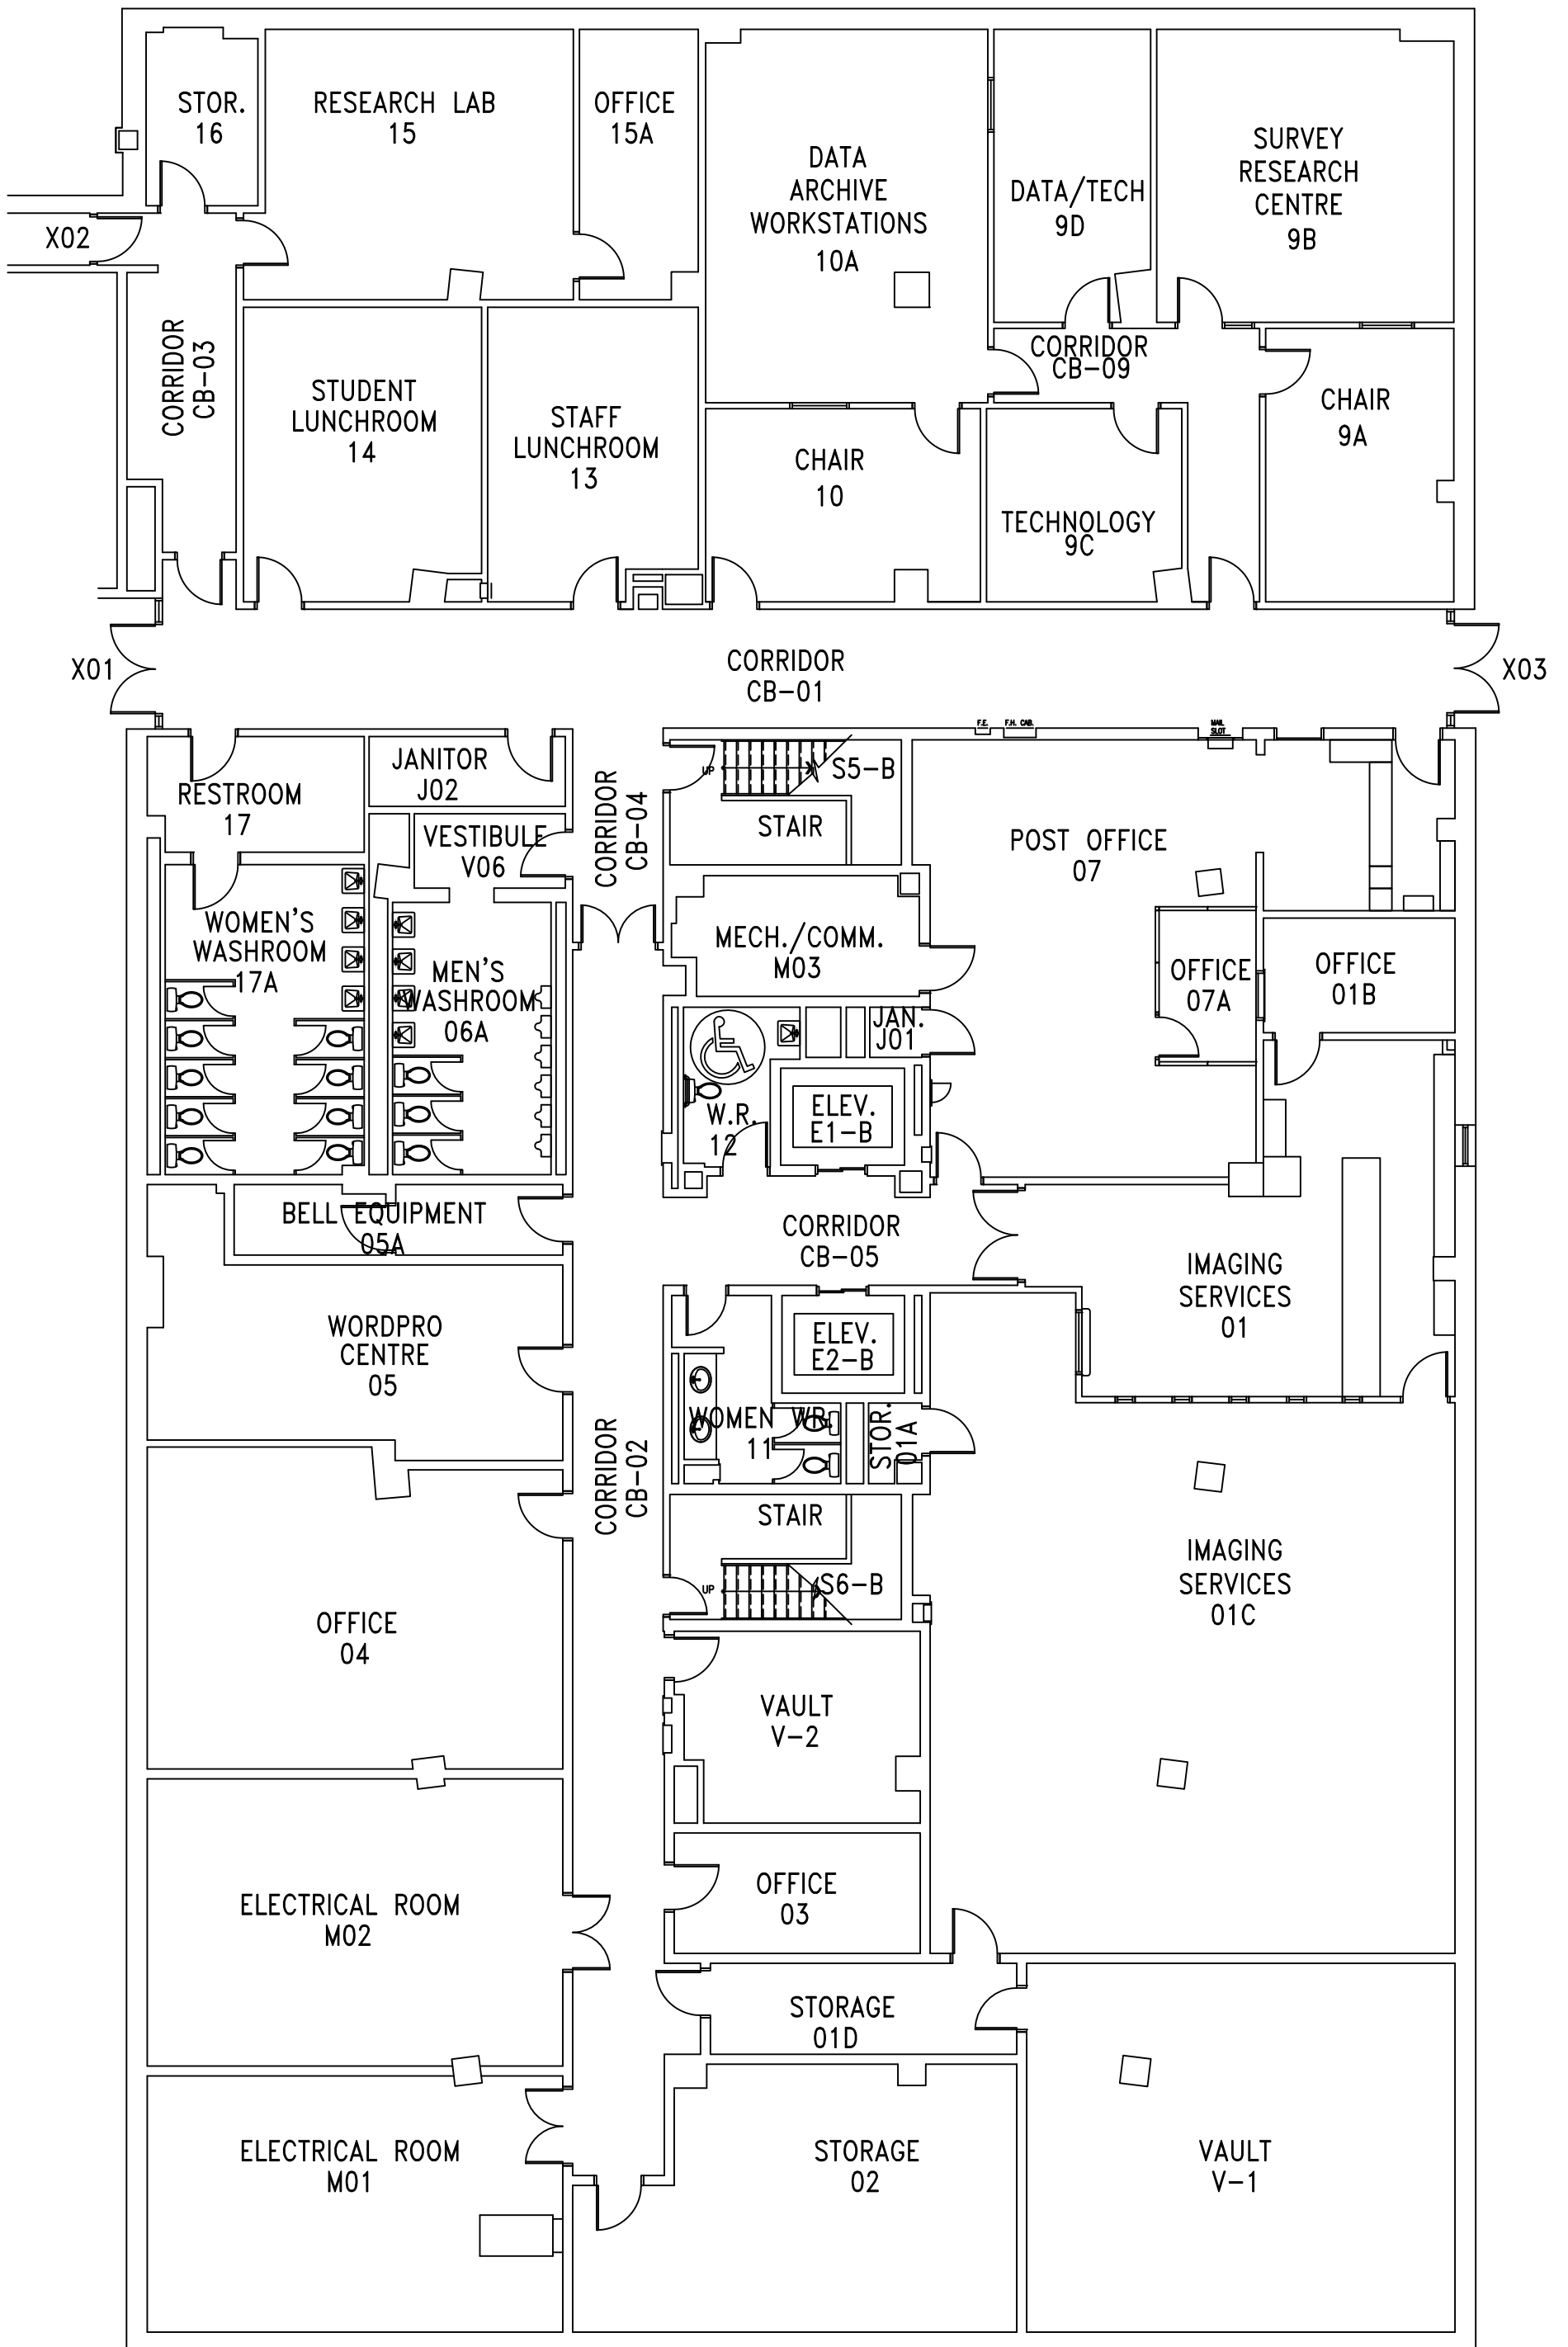 STOR.
16
RESEARCH LAB
15
OFFICE
15A
DATA
ARCHIVE
WORKSTATIONS
10A
DATA/TECH
9D
SURVEY
RESEARCH
CENTRE
9B
X02
CORRIDOR
CB-03
STUDENT
LUNCHROOM
14
STAFF
LUNCHROOM
13
CHAIR
10
CORRIDOR
CB-09
TECHNOLOGY
9C
CHAIR
9A
X01
CORRIDOR
CB-01
X03
F.E.
F.H. CAB.
MAIL
SLOT
RESTROOM
17
JANITOR
J02
VESTIBULE
V06
CORRIDOR
CB-04
UP
S5-B
STAIR
POST OFFICE
07
WOMEN'S
WASHROOM
17A
MEN'S
WASHROOM
06A
MECH./COMM.
M03
OFFICE
07A
OFFICE
01B
JAN.
J01
W.R.
12
ELEV.
E1-B
BELL EQUIPMENT
05A
CORRIDOR
CB-05
IMAGING
SERVICES
01
WORDPRO
CENTRE
05
ELEV.
E2-B
WOMEN WR.
11
STOR.
01A
CORRIDOR
CB-02
STAIR
UP
S6-B
IMAGING
SERVICES
01C
OFFICE
04
VAULT
V-2
OFFICE
03
ELECTRICAL ROOM
M02
STORAGE
01D
ELECTRICAL ROOM
M01
STORAGE
02
VAULT
V-1